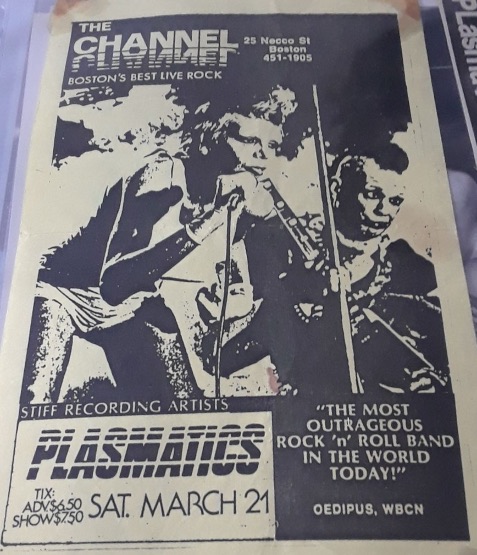 THE
CHANNEL
BOSTON'S BEST LIVE ROCK
25 Necco St
Boston
451-1905
STIFF RECORDING ARTISTS
PLASMATICS
TIX:
ADV$6.50
SHOW$7.50
SAT. MARCH 21
"THE MOST
OUTRAGEOUS
ROCK 'n' ROLL BAND
IN THE WORLD
TODAY!"
OEDIPUS, WBCN